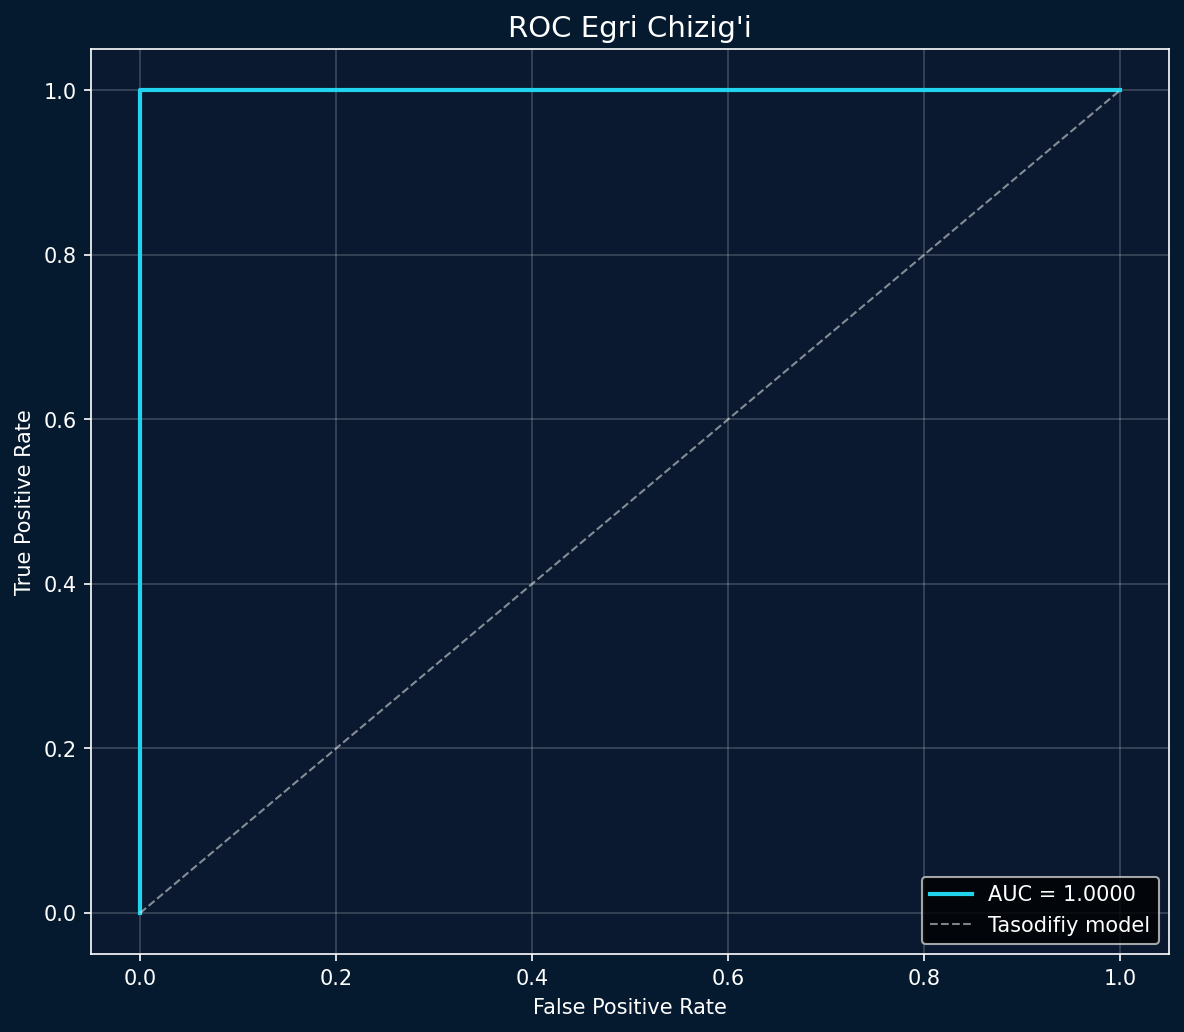 ROC Egri Chizig'i
True Positive Rate
1.0
0.8
0.6
0.4
0.2
0.0
0.0 0.2 0.4 0.6 0.8 1.0
False Positive Rate
AUC = 1.0000
Tasodifiy model